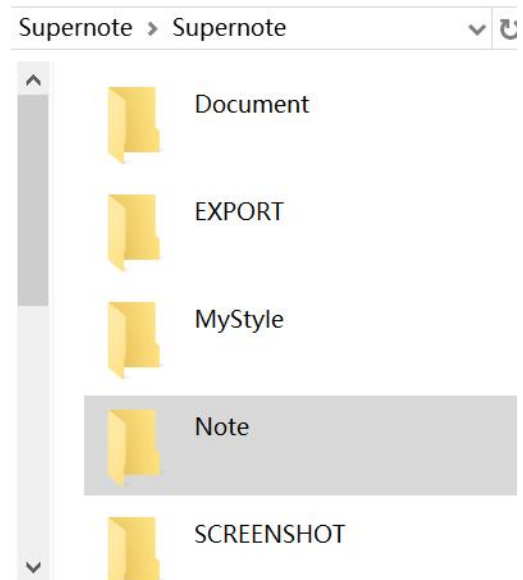 Supernote > Supernote
Document
EXPORT
MyStyle
Note
SCREENSHOT